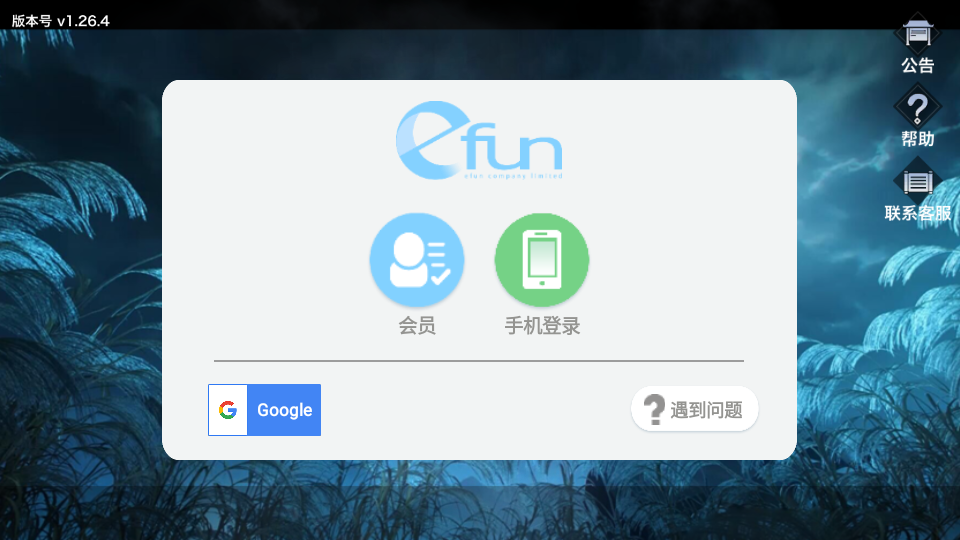 版本号 v1.26.4
公告
帮助
联系客服
efun
efun company limited
会员
手机登录
Google
遇到问题